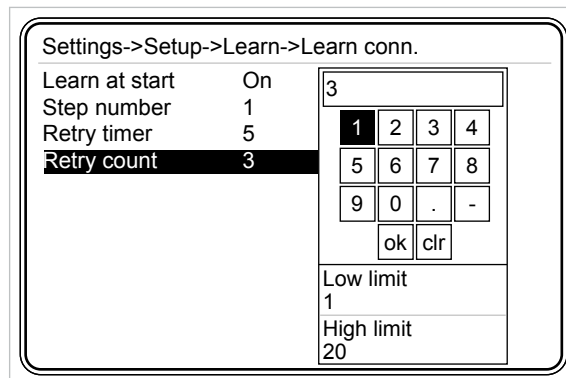 Settings->Setup->Learn->Learn conn.
Learn at start On
Step number 1
Retry timer 5
Retry count 3
3
1 2 3 4
5 6 7 8
9 0 . -
ok clr
Low limit
1
High limit
20